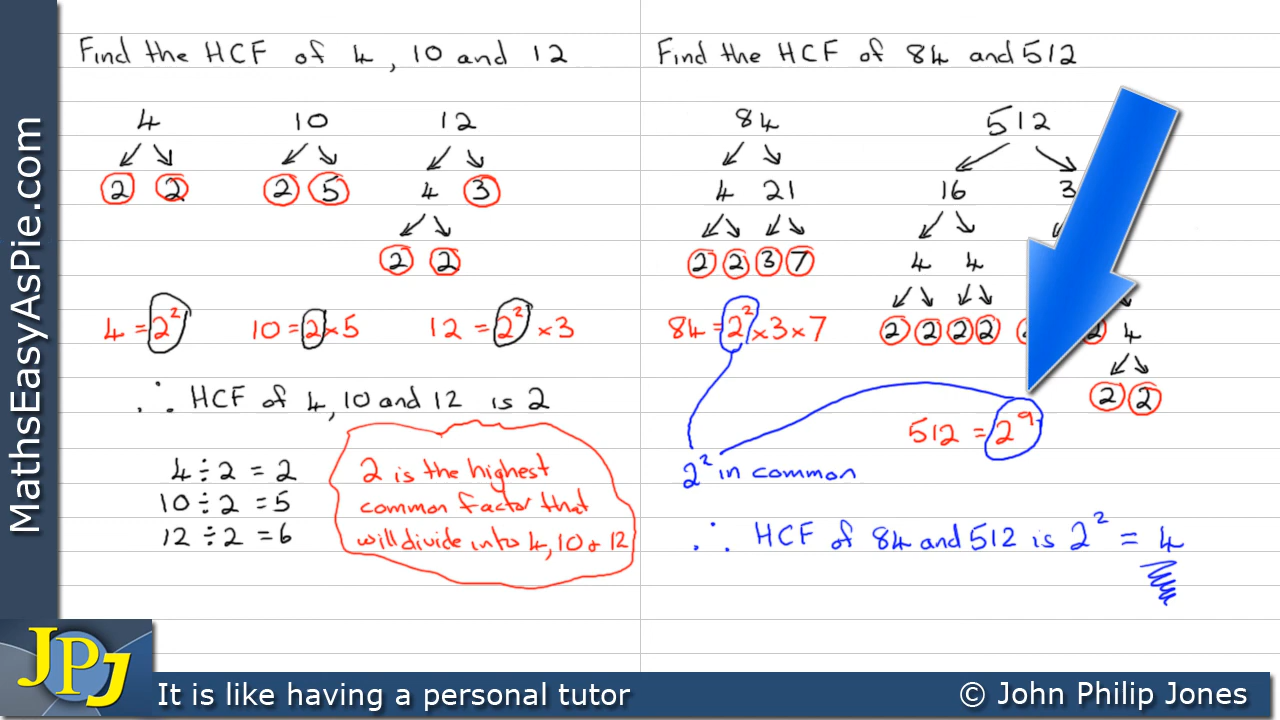 MathsEasyAsPie.com
Find the HCF of 4, 10 and 12
4 10 12
2 2 2 5 4 3
2 2
4 = 2² 10 = 2 × 5 12 = 2² × 3
∴ HCF of 4, 10 and 12 is 2
4 ÷ 2 = 2
10 ÷ 2 = 5
12 ÷ 2 = 6
2 is the highest
common factor that
will divide into 4, 10 & 12
Find the HCF of 84 and 512
84 512
4 21 16 3
2 2 3 7 4 4
2 2 2 2 2 4
2 2
84 = 2² × 3 × 7
512 = 2⁹
2² in common
∴ HCF of 84 and 512 is 2² = 4
JPJ
It is like having a personal tutor
© John Philip Jones